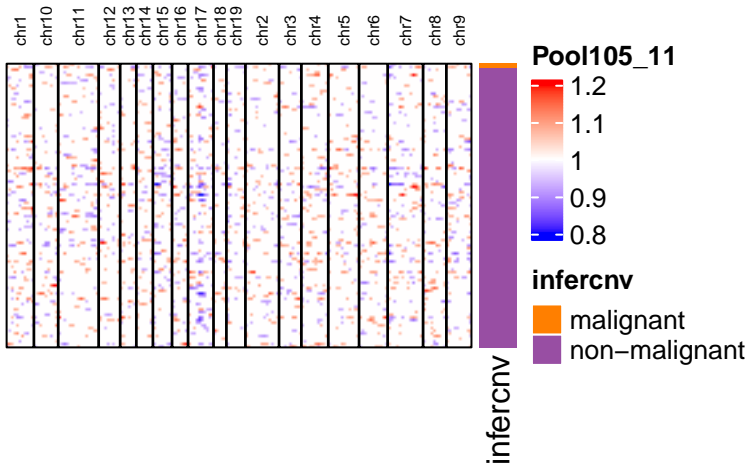 chr1 chr10 chr11 chr12 chr13 chr14 chr15 chr16 chr17 chr18 chr19 chr2 chr3 chr4 chr5 chr6 chr7 chr8 chr9
Pool105_11
1.2
1.1
1
0.9
0.8
infercnv
malignant
non−malignant
infercnv